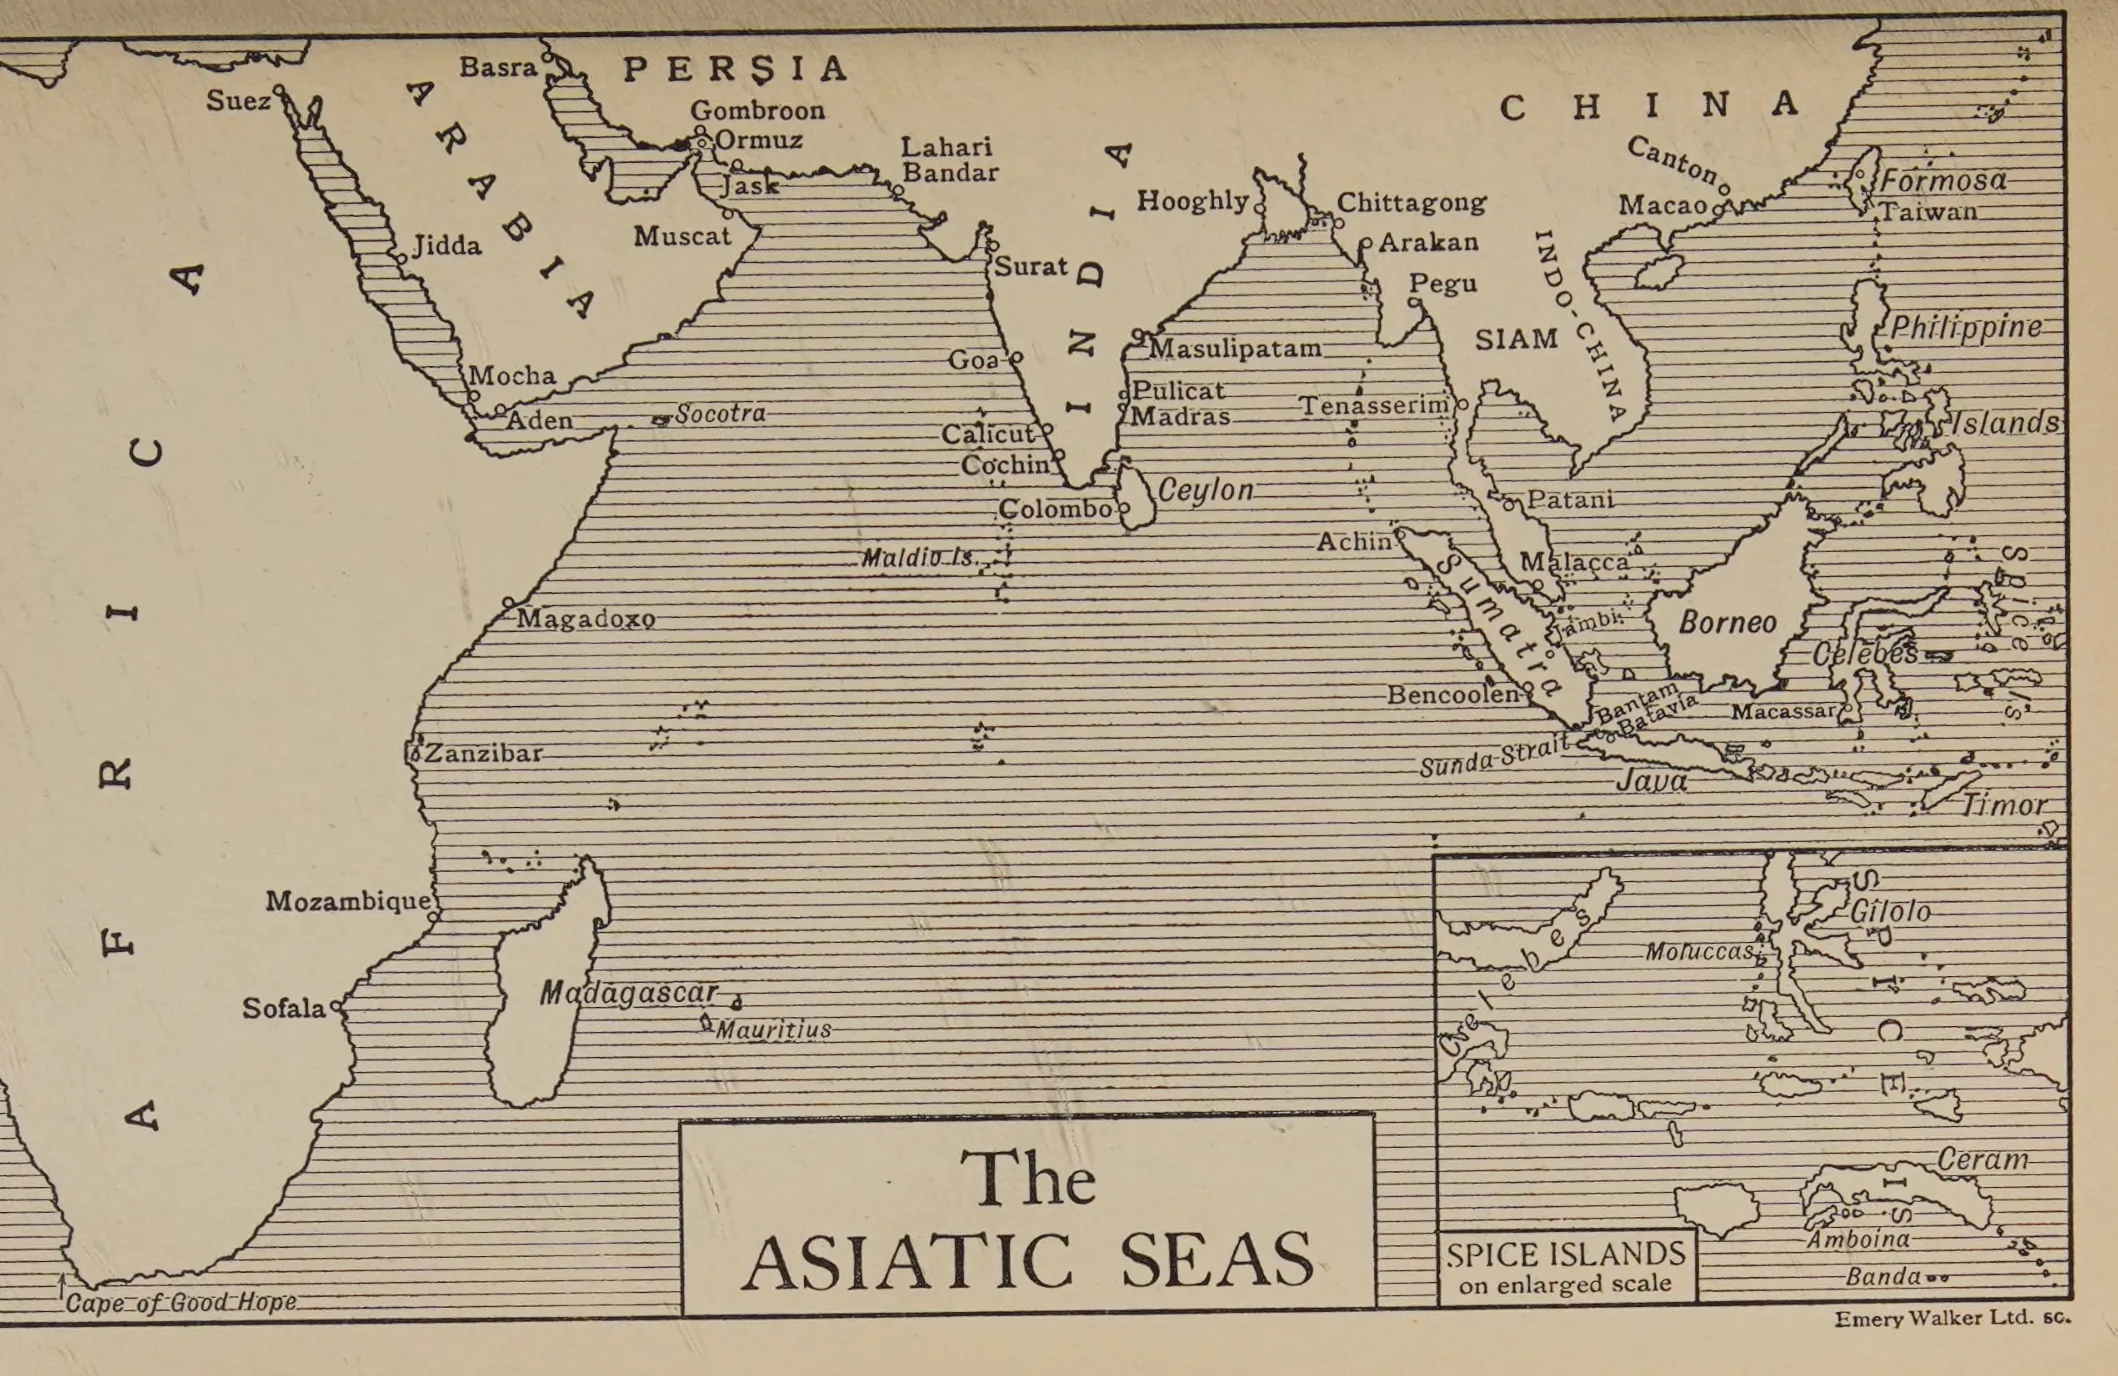 PERSIA
Basra
Suez
ARABIA
Gombroon
Ormuz
Jask
Lahari
Bandar
CHINA
Canton
Macao
Formosa
Taiwan
Hooghly
Chittagong
Arakan
Pegu
INDIA
INDO-CHINA
SIAM
Jidda
Muscat
Surat
Goa
Masulipatam
Pulicat
Madras
Tenasserim
Philippine
Islands
Mocha
Aden
Socotra
Calicut
Cochin
Colombo
Ceylon
Patani
Achin
Maldiv Is.
Malacca
Sumatra
Jambi
Borneo
Celebes
Spice Is.
AFRICA
Magadoxo
Zanzibar
Bencoolen
Bantam
Batavia
Macassar
Sunda Strait
Java
Timor
Mozambique
Sofala
Madagascar
Mauritius
Cape of Good Hope
The
ASIATIC SEAS
Celebes
Moluccas
Gilolo
SPICE IS.
Ceram
Amboina
Banda
SPICE ISLANDS
on enlarged scale
Emery Walker Ltd. sc.